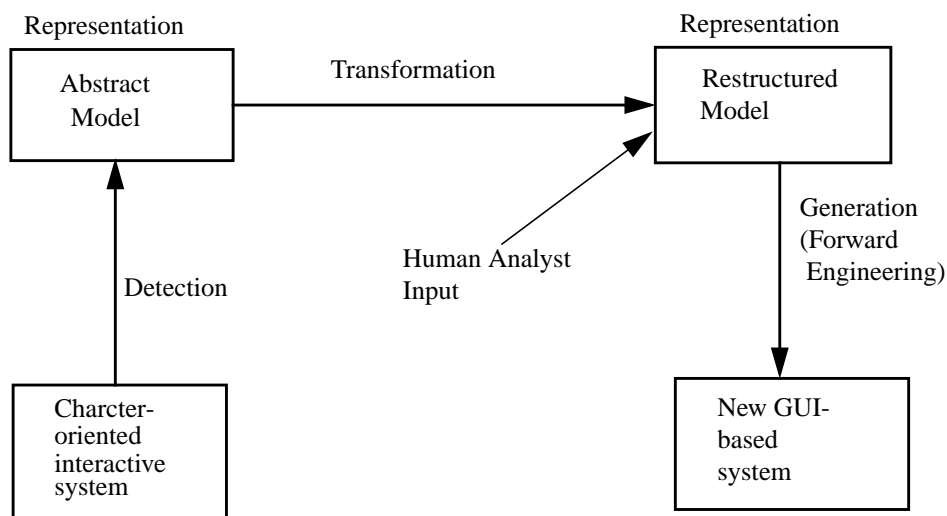 Representation
Abstract
Model
Transformation
Representation
Restructured
Model
Human Analyst
Input
Generation
(Forward
Engineering)
Detection
Charcter-
oriented
interactive
system
New GUI-
based
system